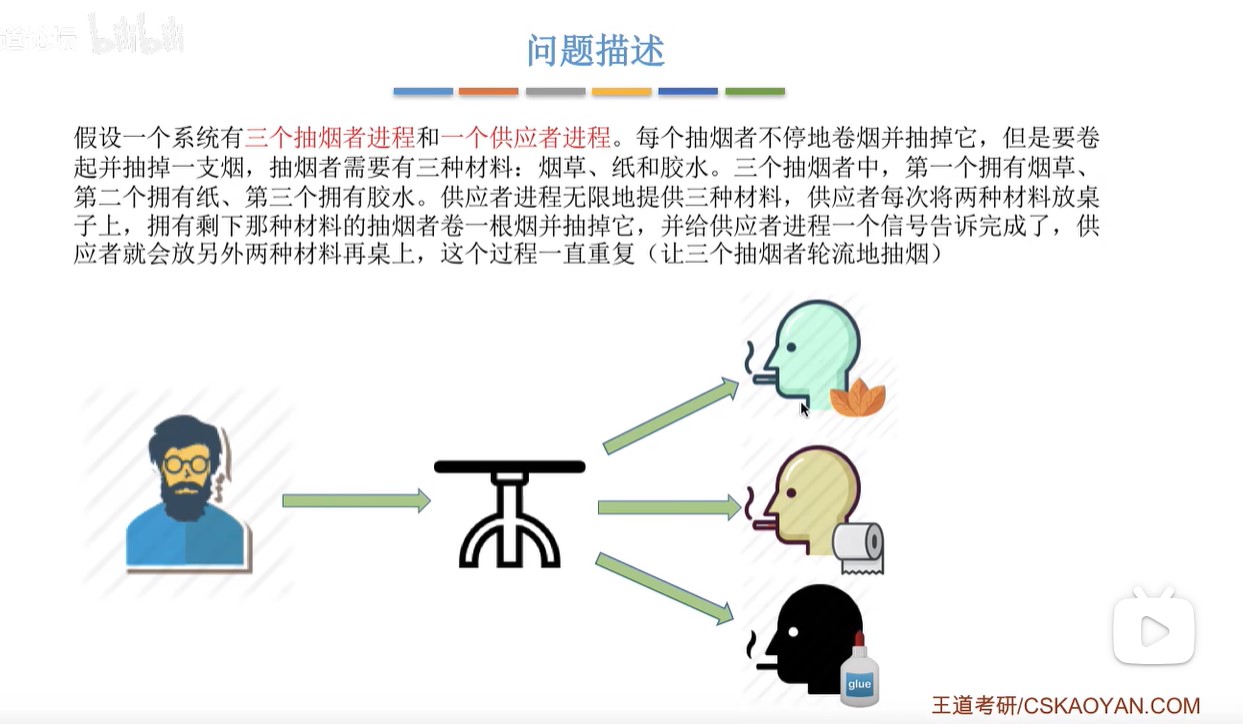 道论坛 bilibili
问题描述
假设一个系统有三个抽烟者进程和一个供应者进程。每个抽烟者不停地卷烟并抽掉它，但是要卷
起并抽掉一支烟，抽烟者需要有三种材料：烟草、纸和胶水。三个抽烟者中，第一个拥有烟草、
第二个拥有纸、第三个拥有胶水。供应者进程无限地提供三种材料，供应者每次将两种材料放桌
子上，拥有剩下那种材料的抽烟者卷一根烟并抽掉它，并给供应者进程一个信号告诉完成了，供
应者就会放另外两种材料再桌上，这个过程一直重复（让三个抽烟者轮流地抽烟）
glue
王道考研/CSKAOYAN.COM